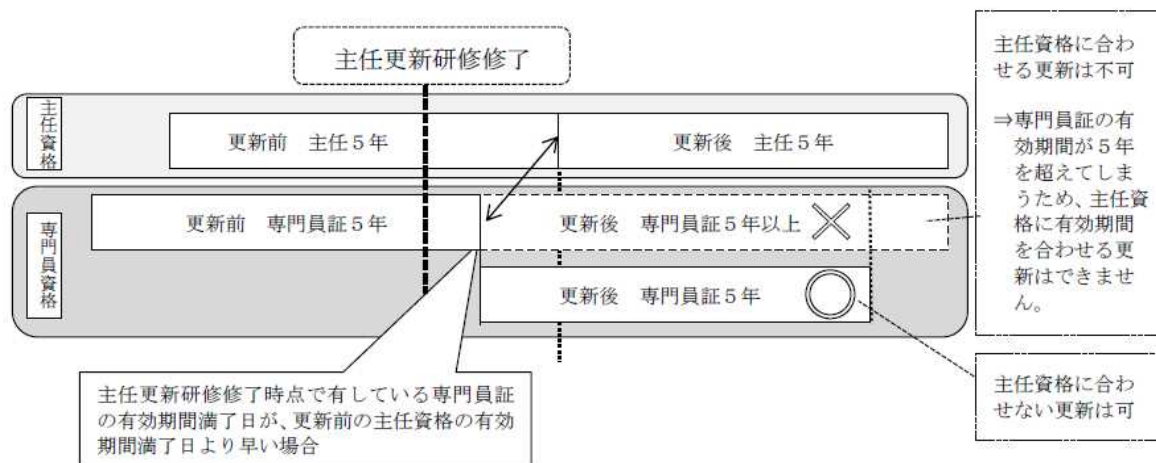 主任更新研修修了
主任資格
更新前　主任５年
更新後　主任５年
専門員資格
更新前　専門員証５年
更新後　専門員証５年以上
更新後　専門員証５年
主任更新研修修了時点で有している専門員証
の有効期間満了日が、更新前の主任資格の有効
期間満了日より早い場合
主任資格に合わ
せる更新は不可
⇒専門員証の有
効期間が５年
を超えてしま
うため、主任資
格に有効期間
を合わせる更
新はできませ
ん。
主任資格に合わ
せない更新は可